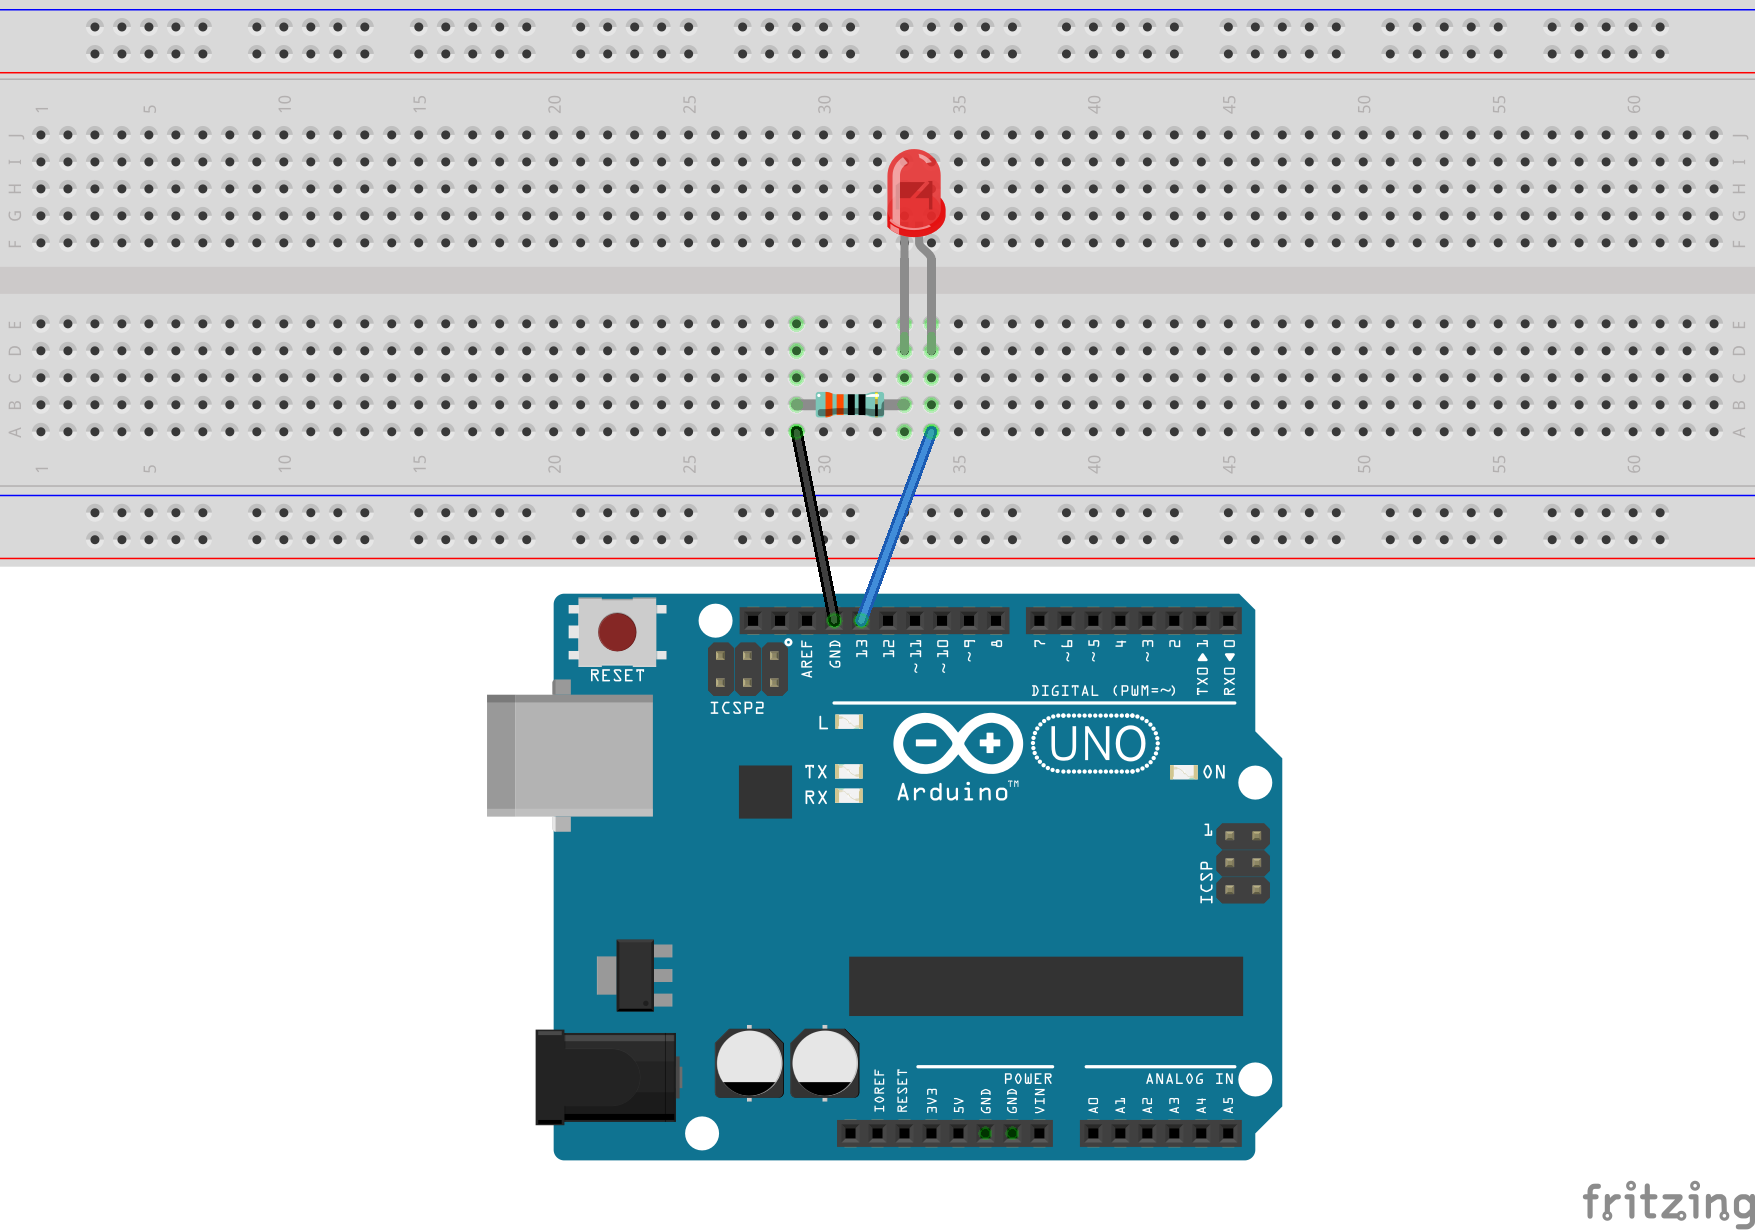 1 5 10 15 20 25 30 35 40 45 50 55 60
J J
I I
H H
G G
F F
E E
D D
C C
B B
A A
1 5 10 15 20 25 30 35 40 45 50 55 60
RESET
ICSP2
AREF
GND
13
12
~11
~10
~9
8
7
~6
~5
4
~3
2
TX0▶1
RX0◀0
DIGITAL (PWM=~)
L
TX
RX
Arduino™
UNO
ON
1
ICSP
IOREF
RESET
3V3
5V
GND
GND
VIN
POWER
ANALOG IN
A0
A1
A2
A3
A4
A5
fritzing